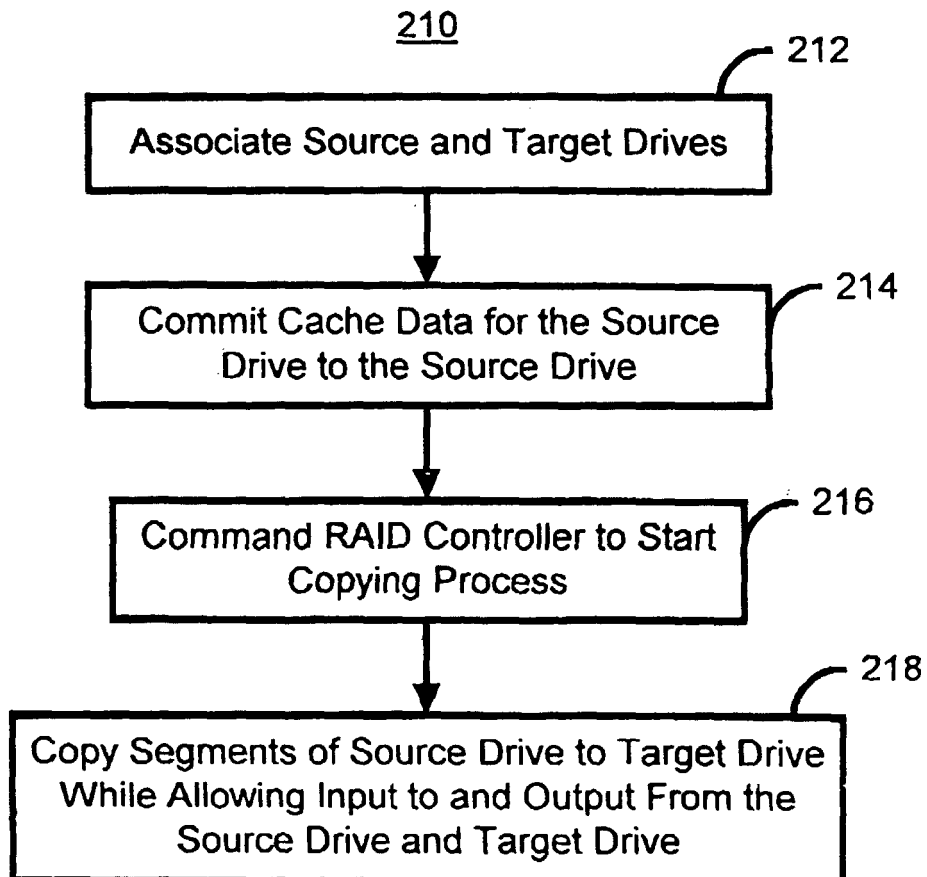 210
212
Associate Source and Target Drives
214
Commit Cache Data for the Source
Drive to the Source Drive
216
Command RAID Controller to Start
Copying Process
218
Copy Segments of Source Drive to Target Drive
While Allowing Input to and Output From the
Source Drive and Target Drive